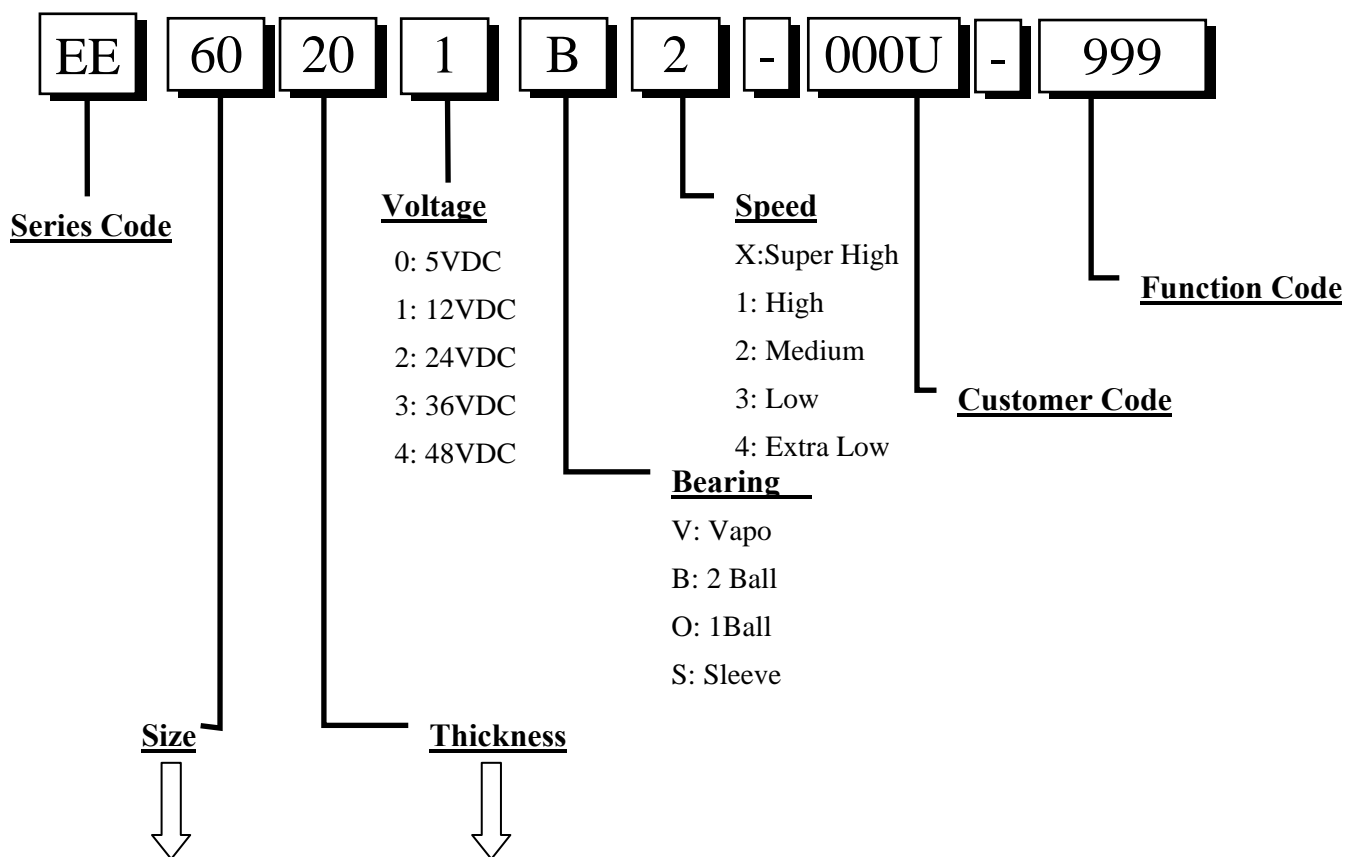 EE 60 20 1 B 2 - 000U - 999
Series Code
Voltage
0: 5VDC
1: 12VDC
2: 24VDC
3: 36VDC
4: 48VDC
Speed
X:Super High
1: High
2: Medium
3: Low
4: Extra Low
Function Code
Customer Code
Bearing
V: Vapo
B: 2 Ball
O: 1Ball
S: Sleeve
Size
Thickness